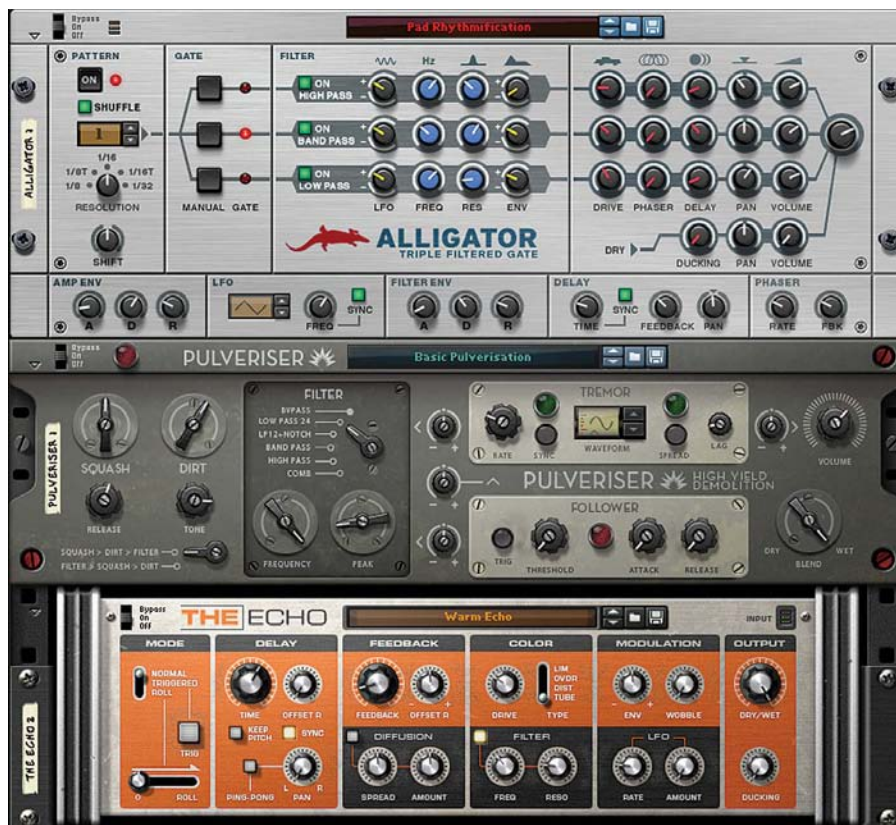 Bypass
On
Off
Pad Rhythmification
PATTERN
GATE
FILTER
ON
ON
HIGH PASS
SHUFFLE
1
ON
BAND PASS
1/16
1/8T 1/16T
1/8 1/32
ON
LOW PASS
RESOLUTION
MANUAL GATE
LFO FREQ RES ENV
DRIVE PHASER DELAY PAN VOLUME
Hz
ALLIGATOR
TRIPLE FILTERED GATE
DRY
SHIFT
DUCKING PAN VOLUME
AMP ENV
LFO
FILTER ENV
DELAY
PHASER
SYNC
SYNC
A D R
FREQ
A D R
TIME FEEDBACK PAN
RATE FBK
Bypass
On
Off
PULVERISER
Basic Pulverisation
PULVERISER 1
SQUASH DIRT
RELEASE TONE
SQUASH > DIRT > FILTER
FILTER > SQUASH > DIRT
FILTER
BYPASS
LOW PASS 24
LP12+NOTCH
BAND PASS
HIGH PASS
COMB
FREQUENCY PEAK
TREMOR
RATE SYNC WAVEFORM SPREAD LAG
VOLUME
PULVERISER HIGH YIELD
DEMOLITION
FOLLOWER
TRIG THRESHOLD ATTACK RELEASE
DRY WET
BLEND
Bypass
On
Off
THE ECHO
Warm Echo
INPUT
THE ECHO 2
MODE
NORMAL
TRIGGERED
ROLL
TRIG
0 ROLL
DELAY
TIME OFFSET R
KEEP
PITCH
SYNC
PING-PONG
L R
PAN
FEEDBACK
FEEDBACK OFFSET R
DIFFUSION
SPREAD AMOUNT
COLOR
LIM
OVDR
DIST
TUBE
DRIVE TYPE
FILTER
FREQ RESO
MODULATION
ENV WOBBLE
LFO
RATE AMOUNT
OUTPUT
DRY/WET
DUCKING